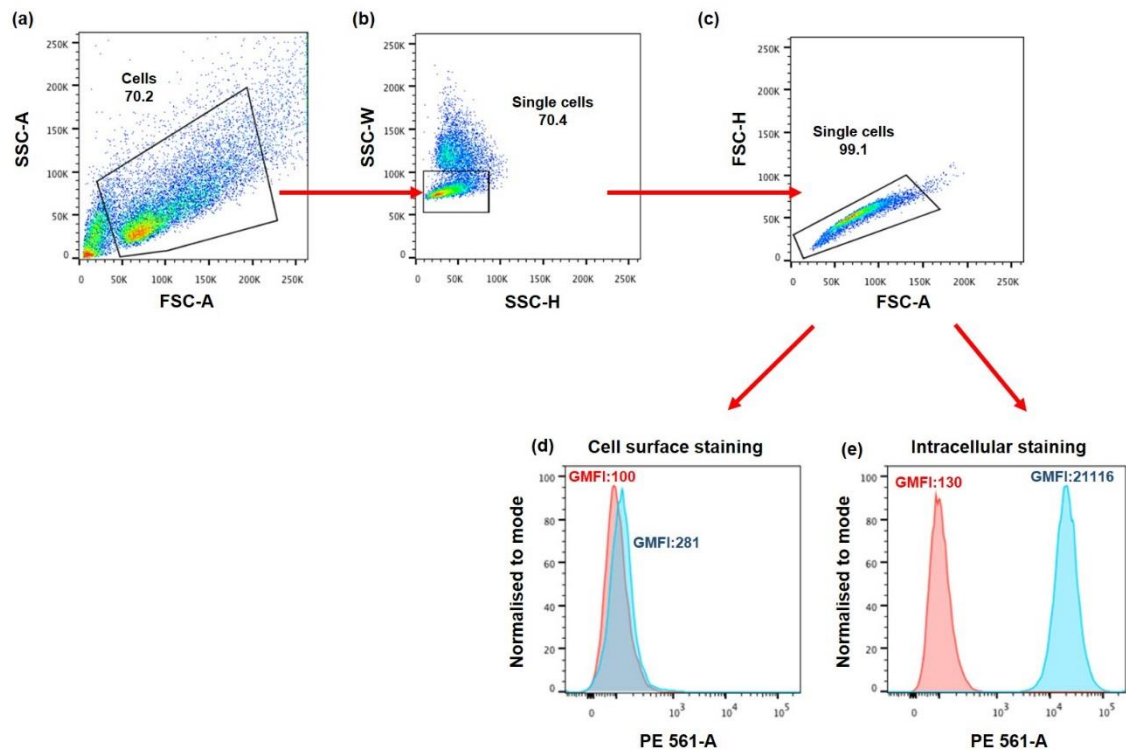 (a)
SSC-A
250K
200K
150K
100K
50K
0
Cells
70.2
0 50K 100K 150K 200K 250K
FSC-A
(b)
SSC-W
250K
200K
150K
100K
50K
0
Single cells
70.4
0 50K 100K 150K 200K 250K
SSC-H
(c)
FSC-H
250K
200K
150K
100K
50K
0
Single cells
99.1
0 50K 100K 150K 200K 250K
FSC-A
(d) Cell surface staining
Normalised to mode
100
80
60
40
20
0
GMFI:100
GMFI:281
0 10³ 10⁴ 10⁵
PE 561-A
(e) Intracellular staining
Normalised to mode
100
80
60
40
20
0
GMFI:130
GMFI:21116
0 10³ 10⁴ 10⁵
PE 561-A